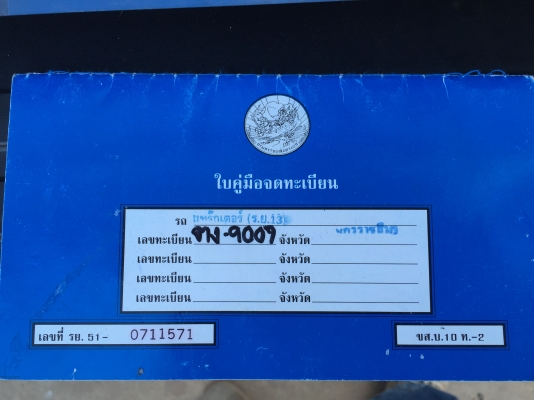 ใบคู่มือจดทะเบียน
รถ แทร็กเตอร์ (ร.ย.13)
เลขทะเบียน จังหวัด นครราชสีมา
เลขทะเบียน จังหวัด
เลขทะเบียน จังหวัด
เลขทะเบียน จังหวัด
เลขที่ รย. 51- 0711571
ขส.บ.10 ท.-2